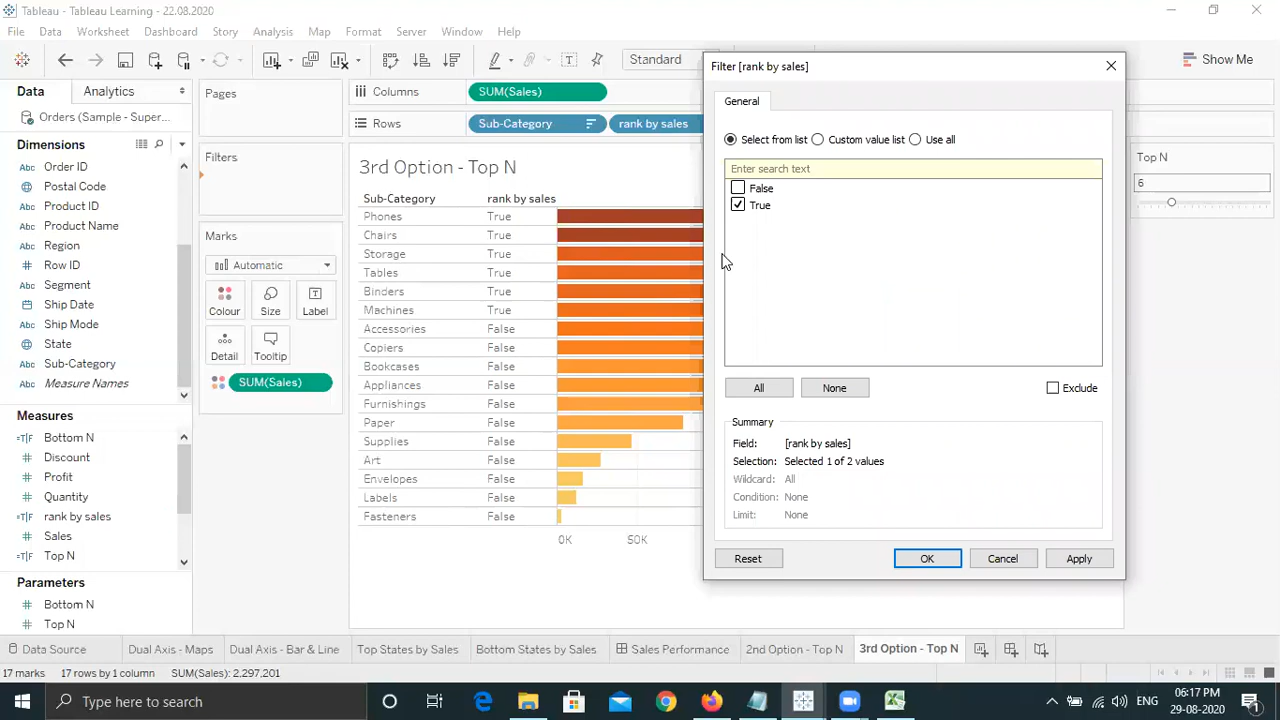 Tableau - Tableau Learning - 22.08.2020
File Data Worksheet Dashboard Story Analysis Map Format Server Window Help
Standard
Show Me
Data Analytics
Orders (Sample - Super...
Dimensions
Order ID
Postal Code
Product ID
Product Name
Region
Row ID
Segment
Ship Date
Ship Mode
State
Sub-Category
Measure Names
Measures
Bottom N
Discount
Profit
Quantity
rank by sales
Sales
Top N
Parameters
Bottom N
Top N
Pages
Filters
Marks
Automatic
Colour Size Label
Detail Tooltip
SUM(Sales)
Columns SUM(Sales)
Rows Sub-Category rank by sales
3rd Option - Top N
Sub-Category rank by sales
Phones True
Chairs True
Storage True
Tables True
Binders True
Machines True
Accessories False
Copiers False
Bookcases False
Appliances False
Furnishings False
Paper False
Supplies False
Art False
Envelopes False
Labels False
Fasteners False
0K 50K
Filter [rank by sales]
General
Select from list Custom value list Use all
Enter search text
False
True
All None Exclude
Summary
Field: [rank by sales]
Selection: Selected 1 of 2 values
Wildcard: All
Condition: None
Limit: None
Reset OK Cancel Apply
Top N
6
Data Source Dual Axis - Maps Dual Axis - Bar & Line Top States by Sales Bottom States by Sales Sales Performance 2nd Option - Top N 3rd Option - Top N
17 marks 17 rows by 1 column SUM(Sales): 2,297,201
Type here to search
ENG
06:17 PM
29-08-2020
1